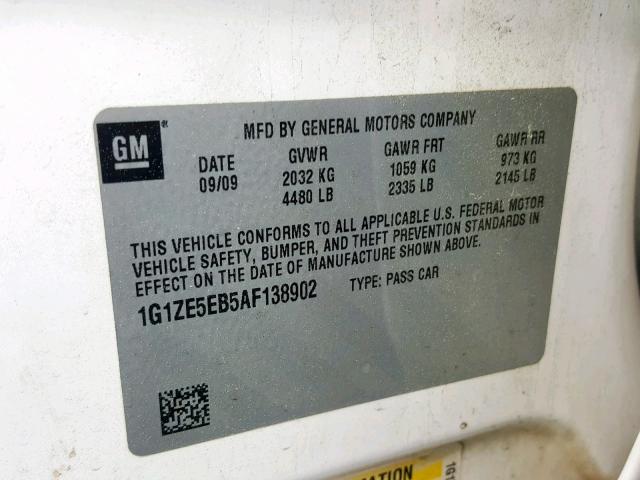 GM
MFD BY GENERAL MOTORS COMPANY
DATE GVWR GAWR FRT GAWR RR
09/09 2032 KG 1059 KG 973 KG
4480 LB 2335 LB 2145 LB
THIS VEHICLE CONFORMS TO ALL APPLICABLE U.S. FEDERAL MOTOR
VEHICLE SAFETY, BUMPER, AND THEFT PREVENTION STANDARDS IN
EFFECT ON THE DATE OF MANUFACTURE SHOWN ABOVE.
1G1ZE5EB5AF138902 TYPE: PASS CAR